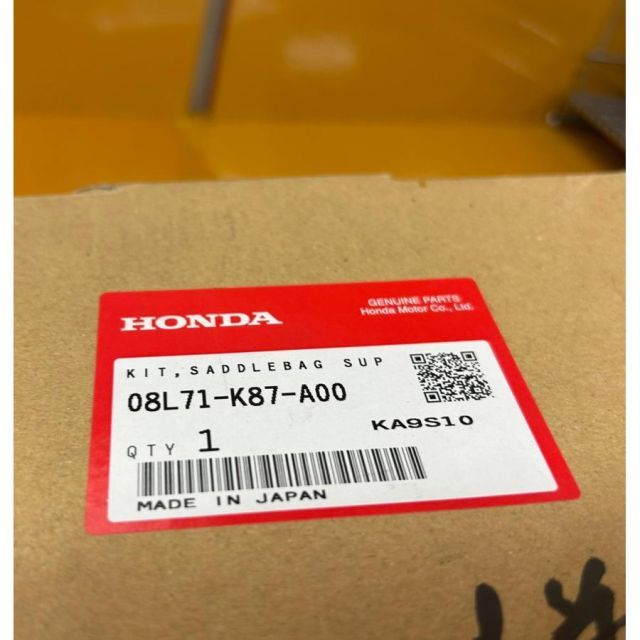 HONDA
GENUINE PARTS
Honda Motor Co., Ltd.
KIT,SADDLEBAG SUP
08L71-K87-A00
KA9S10
QTY 1
MADE IN JAPAN